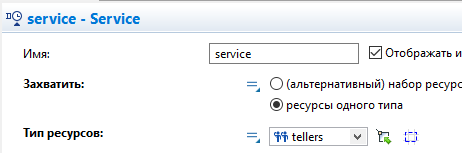 service - Service
Имя: service Отображать и
Захватить: (альтернативный) набор ресурс
ресурсы одного типа
Тип ресурсов: tellers